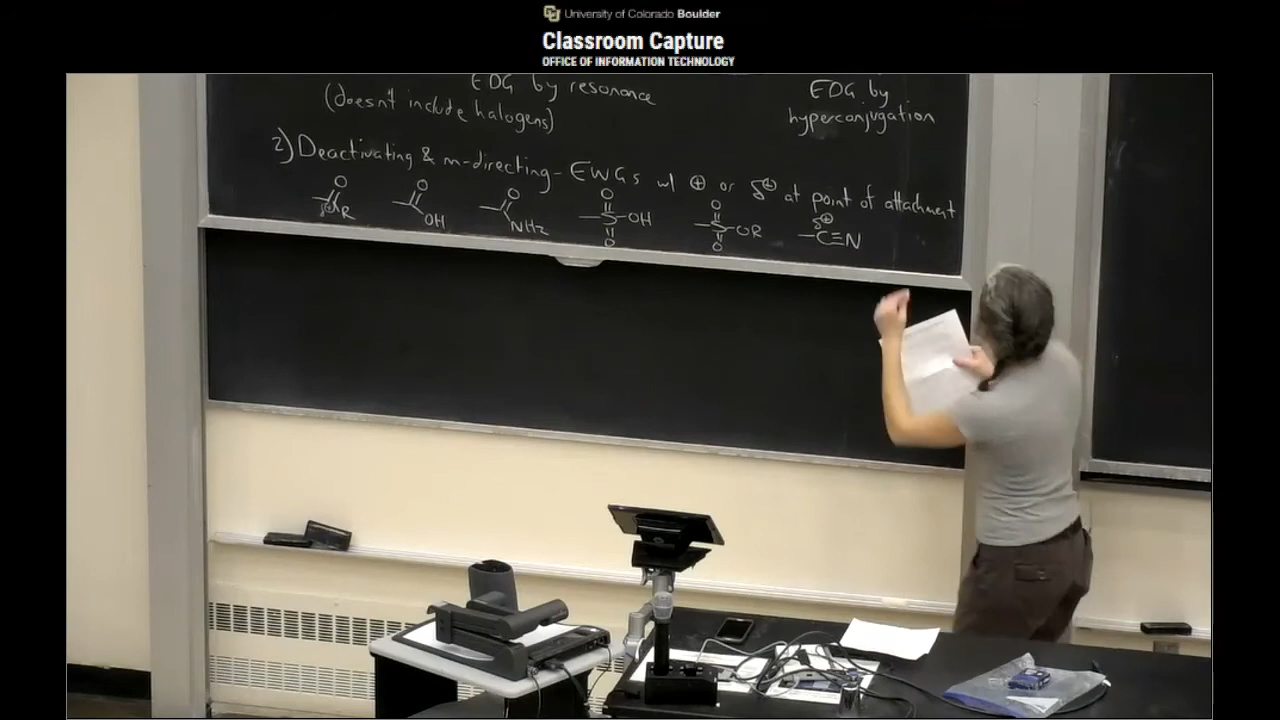 University of Colorado Boulder
Classroom Capture
OFFICE OF INFORMATION TECHNOLOGY
EDG by resonance
(doesn't include halogens)
EDG by
hyperconjugation
2) Deactivating & m-directing - EWGs w/ ⊕ or δ⊕ at point of attachment
O O O O O δ⊕
δ⊕ R OH NH₂ S OH S OR C≡N
O O